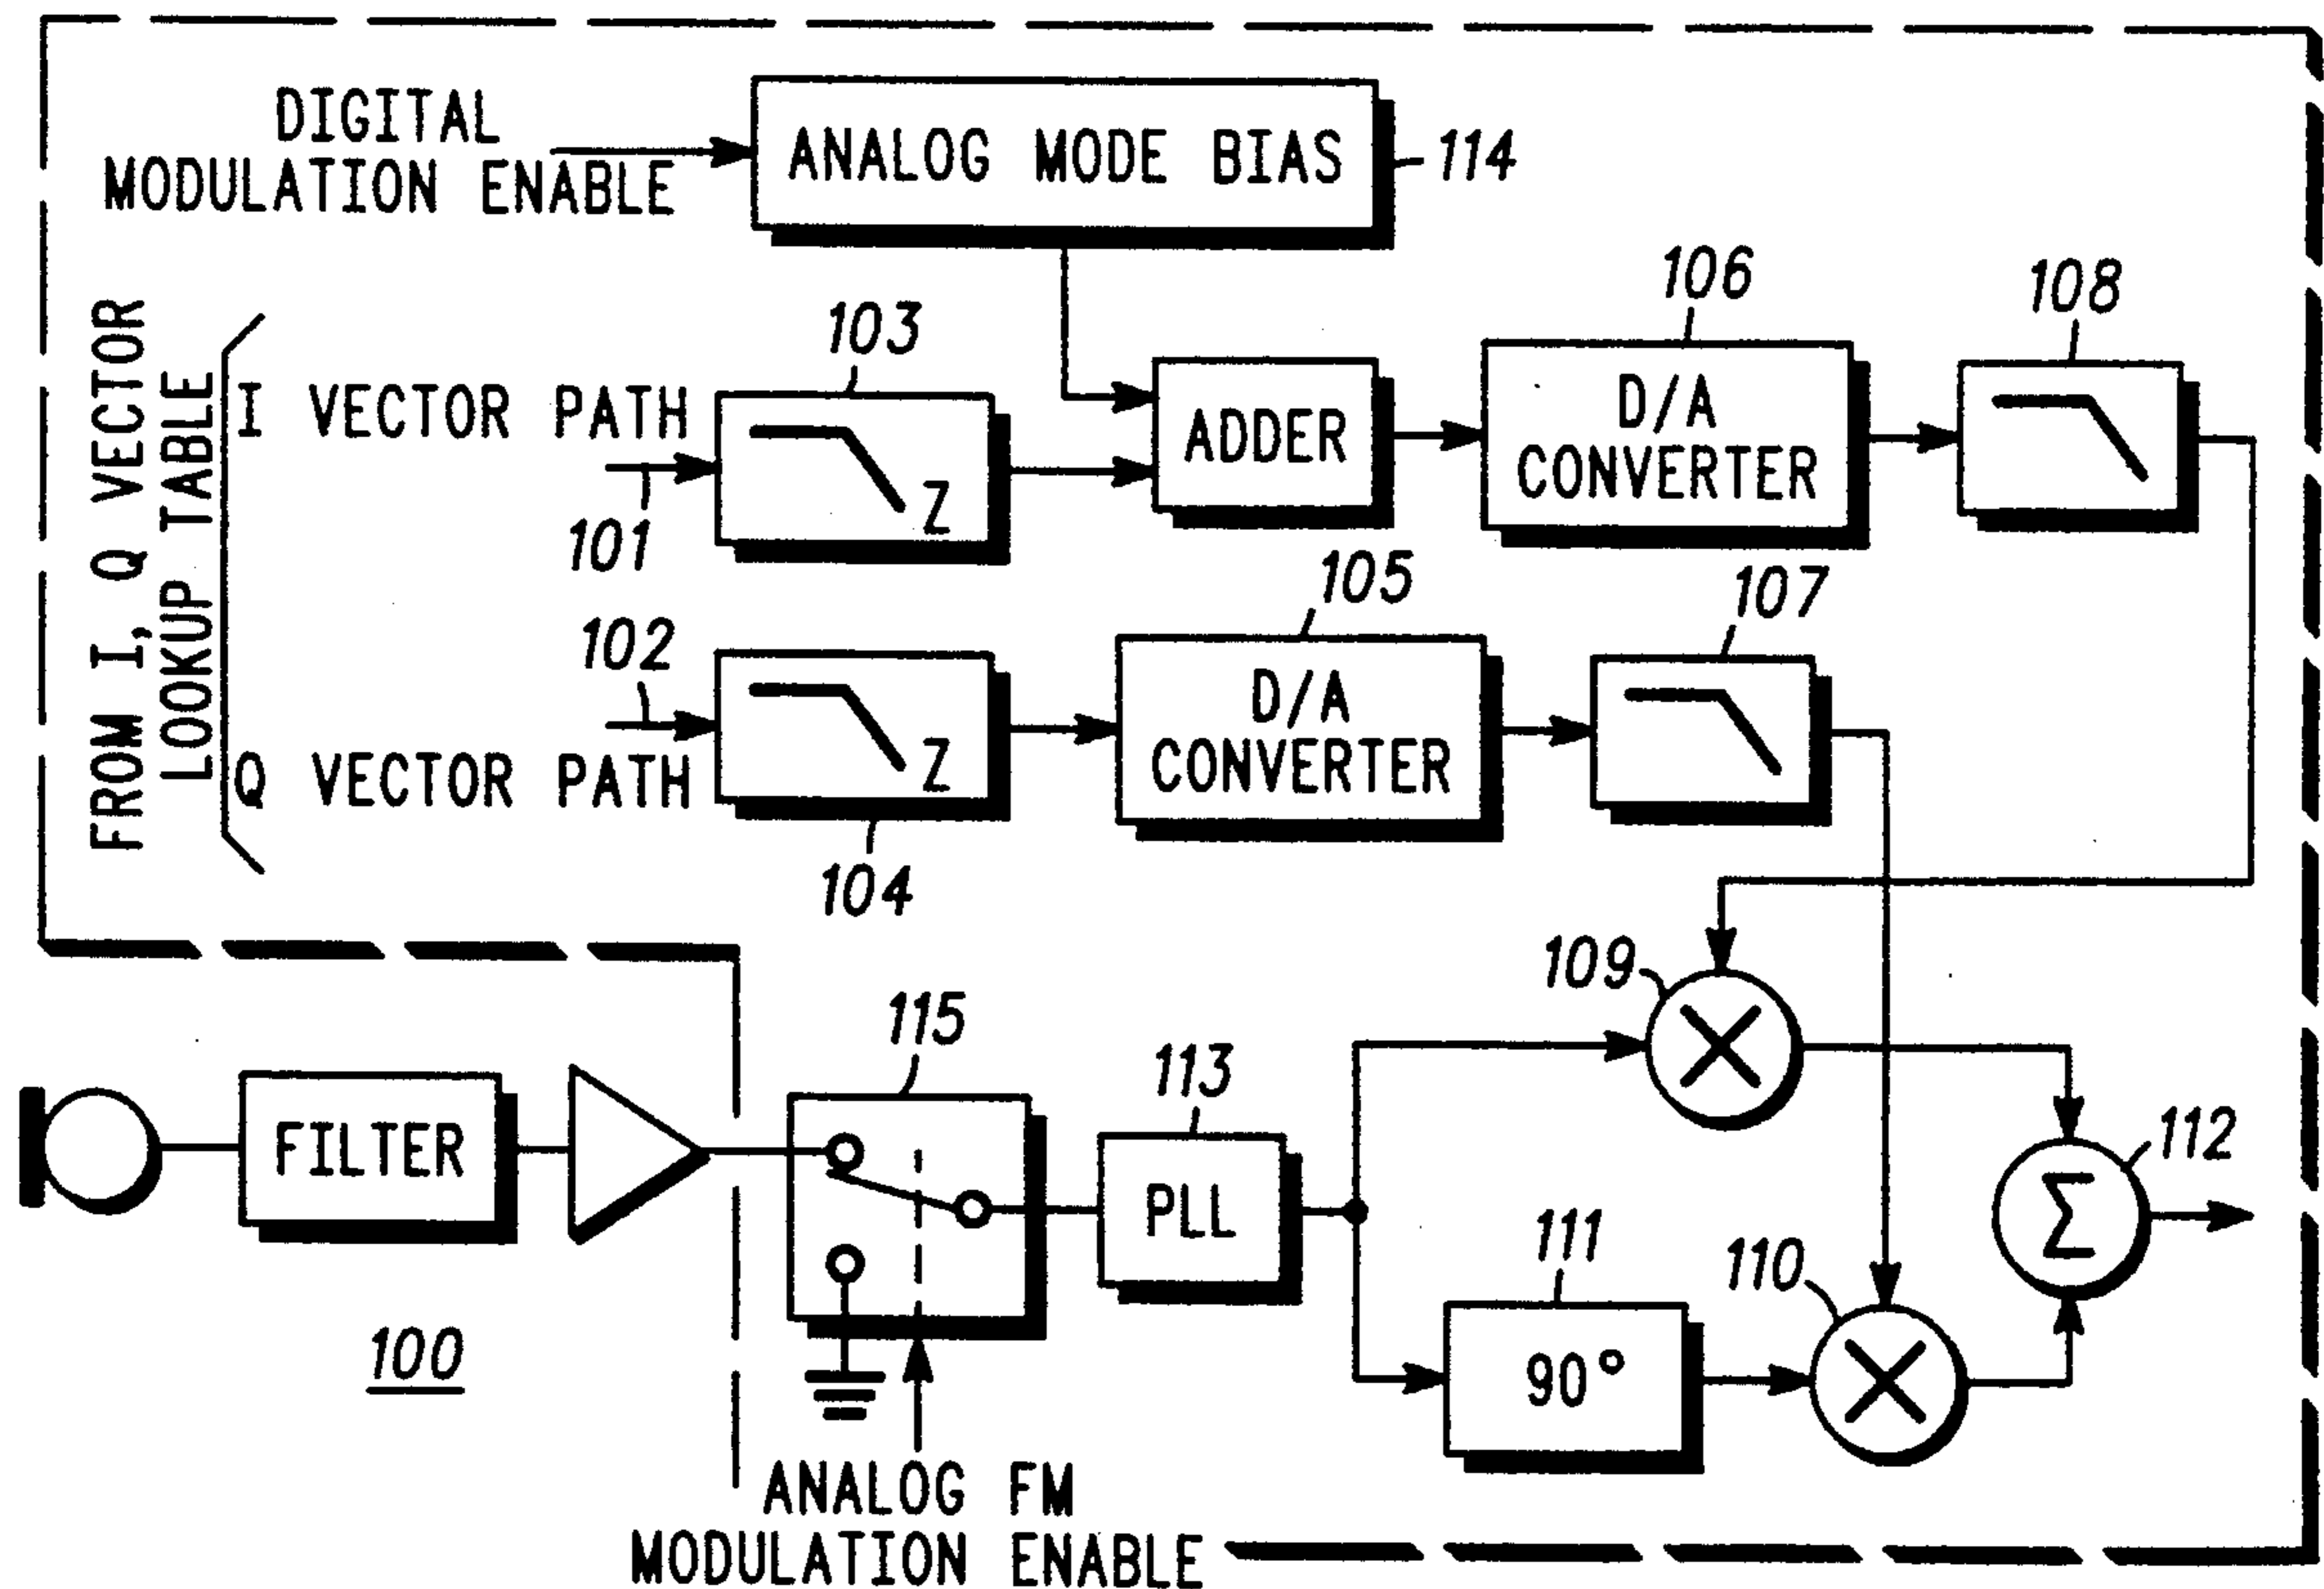 DIGITAL
MODULATION ENABLE
ANALOG MODE BIAS
114
FROM I, Q VECTOR
LOOKUP TABLE
I VECTOR PATH
101
103
Z
ADDER
106
D/A
CONVERTER
108
102
Q VECTOR PATH
Z
104
105
D/A
CONVERTER
107
109
115
113
FILTER
PLL
112
Σ
111
90°
110
100
ANALOG FM
MODULATION ENABLE